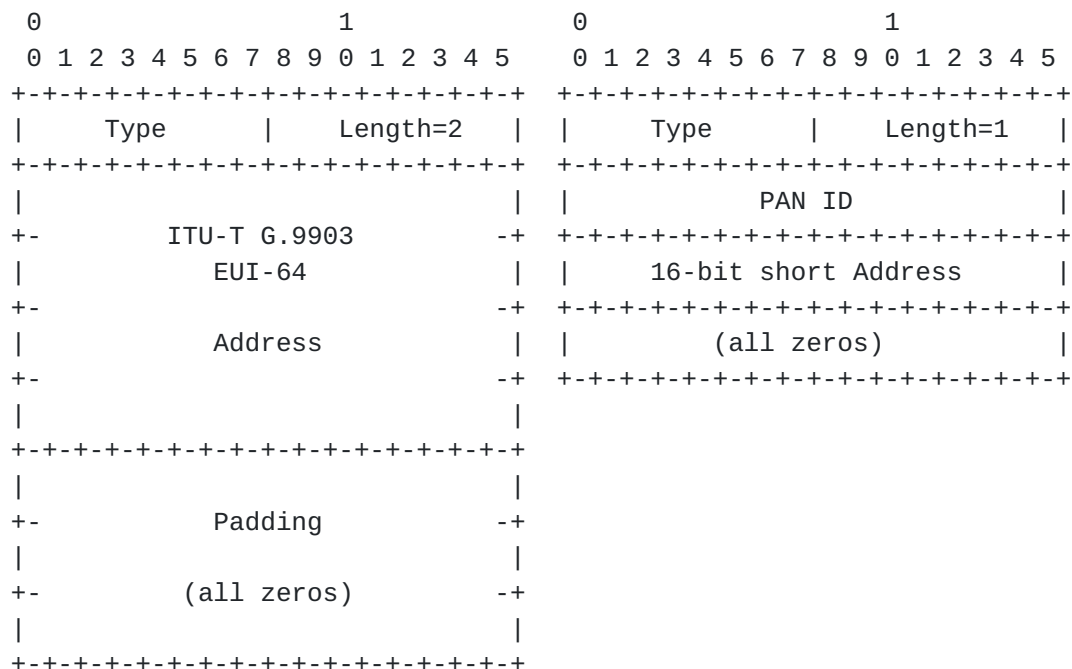 0                   1              0                   1
 0 1 2 3 4 5 6 7 8 9 0 1 2 3 4 5    0 1 2 3 4 5 6 7 8 9 0 1 2 3 4 5
+-+-+-+-+-+-+-+-+-+-+-+-+-+-+-+-+  +-+-+-+-+-+-+-+-+-+-+-+-+-+-+-+-+
|     Type      |    Length=2   |  |     Type      |    Length=1   |
+-+-+-+-+-+-+-+-+-+-+-+-+-+-+-+-+  +-+-+-+-+-+-+-+-+-+-+-+-+-+-+-+-+
|                               |  |            PAN ID             |
+-        ITU-T G.9903         -+  +-+-+-+-+-+-+-+-+-+-+-+-+-+-+-+-+
|            EUI-64             |  |     16-bit short Address      |
+-                             -+  +-+-+-+-+-+-+-+-+-+-+-+-+-+-+-+-+
|            Address            |  |         (all zeros)           |
+-                             -+  +-+-+-+-+-+-+-+-+-+-+-+-+-+-+-+-+
|                               |
+-+-+-+-+-+-+-+-+-+-+-+-+-+-+-+-+
|                               |
+-           Padding           -+
|                               |
+-         (all zeros)         -+
|                               |
+-+-+-+-+-+-+-+-+-+-+-+-+-+-+-+-+